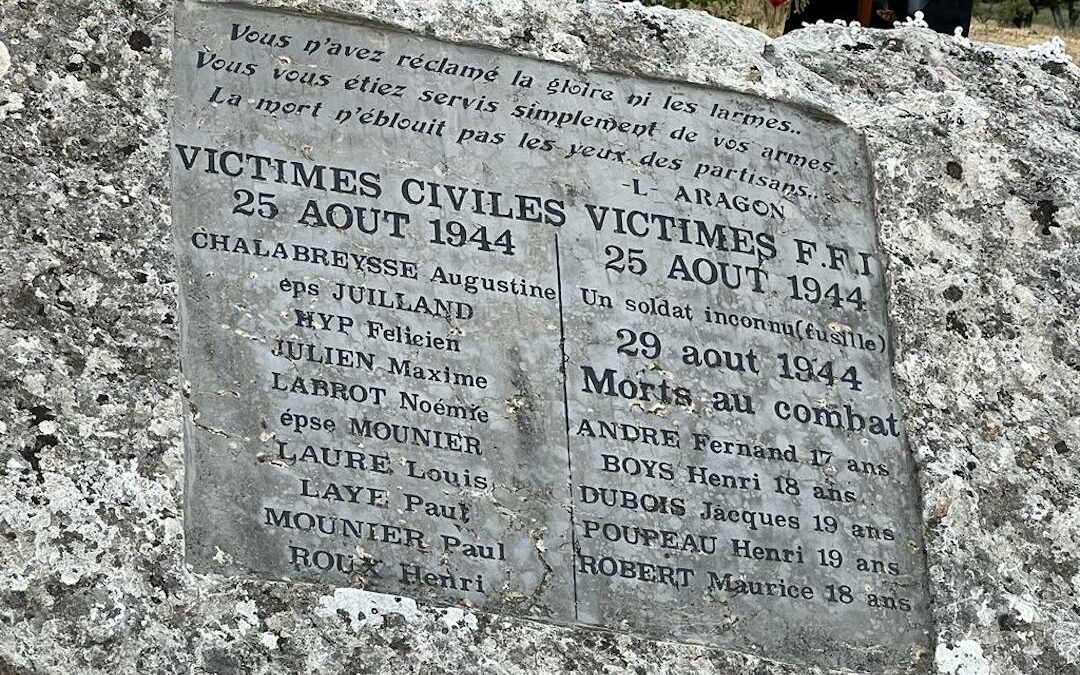 Vous n'avez réclamé la gloire ni les larmes..
Vous vous étiez servis simplement de vos armes.
La mort n'éblouit pas les yeux des partisans...
-L- ARAGON
VICTIMES CIVILES
25 AOUT 1944
CHALABREYSSE Augustine
eps JUILLAND
HYP Felicien
JULIEN Maxime
LABROT Noémie
épse MOUNIER
LAURE Louis
LAYE Paul
MOUNIER Paul
ROUX Henri
VICTIMES F.F.I
25 AOUT 1944
Un soldat inconnu(fusille)
29 aout 1944
Morts au combat
ANDRE Fernand 17 ans
BOYS Henri 18 ans
DUBOIS Jacques 19 ans
POUPEAU Henri 19 ans
ROBERT Maurice 18 ans